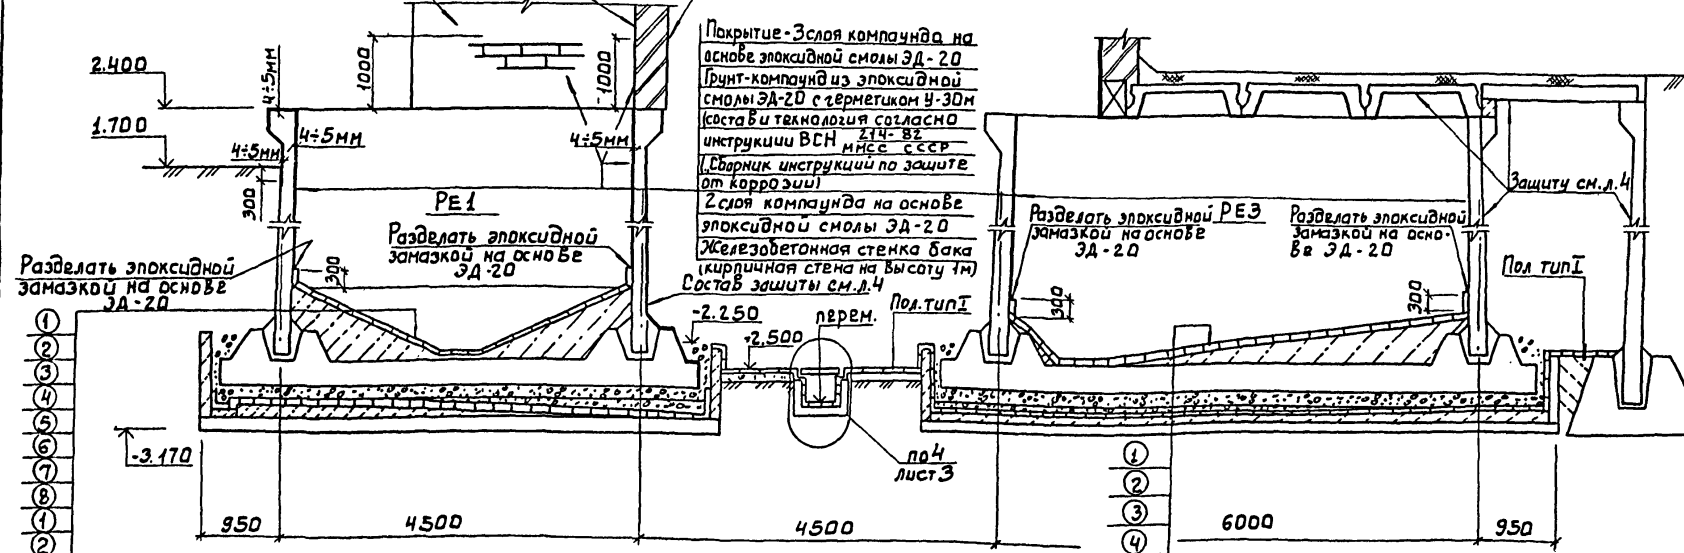 2.400
1.700
4÷5мм
1000
1000
4÷5мм
4÷5мм
4÷5мм
300
РЕ1
Разделать эпоксидной
замазкой на основе
ЭД-20
Разделать эпоксидной
замазкой на основе
ЭД-20
300
Покрытие-3слоя компаунда на
основе эпоксидной смолы ЭД-20
Грунт-компаунд из эпоксидной
смолы ЭД-20 с герметиком У-30м
(состав и технология согласно
инструкции ВСН 214-82
ммсс ссср
("Сборник инструкций по защите
от коррозии)
2слоя компаунда на основе
эпоксидной смолы ЭД-20
Железобетонная стенка бака
(кирпичная стена на высоту 1м)
Состав защиты см.л.4
-2.250
-2.500
перем.
Пол.тип I
Разделать эпоксидной
замазкой на основе
ЭД-20
РЕ3
Разделать эпоксидной
замазкой на осно-
ве ЭД-20
300
300
Защиту см.л.4
Пол тип I
1
2
3
4
5
6
7
8
1
2
-3.170
по 4
лист 3
1
2
3
4
950
4500
4500
6000
950